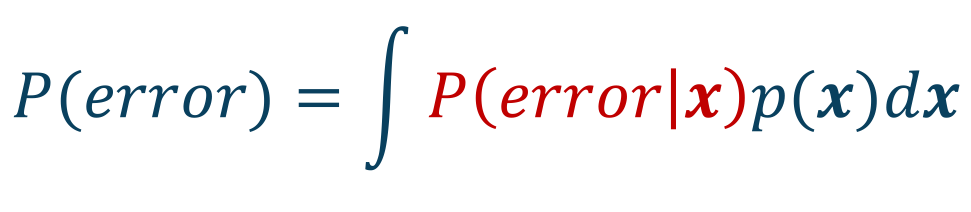 P(error) = ∫ P(error|x)p(x)dx